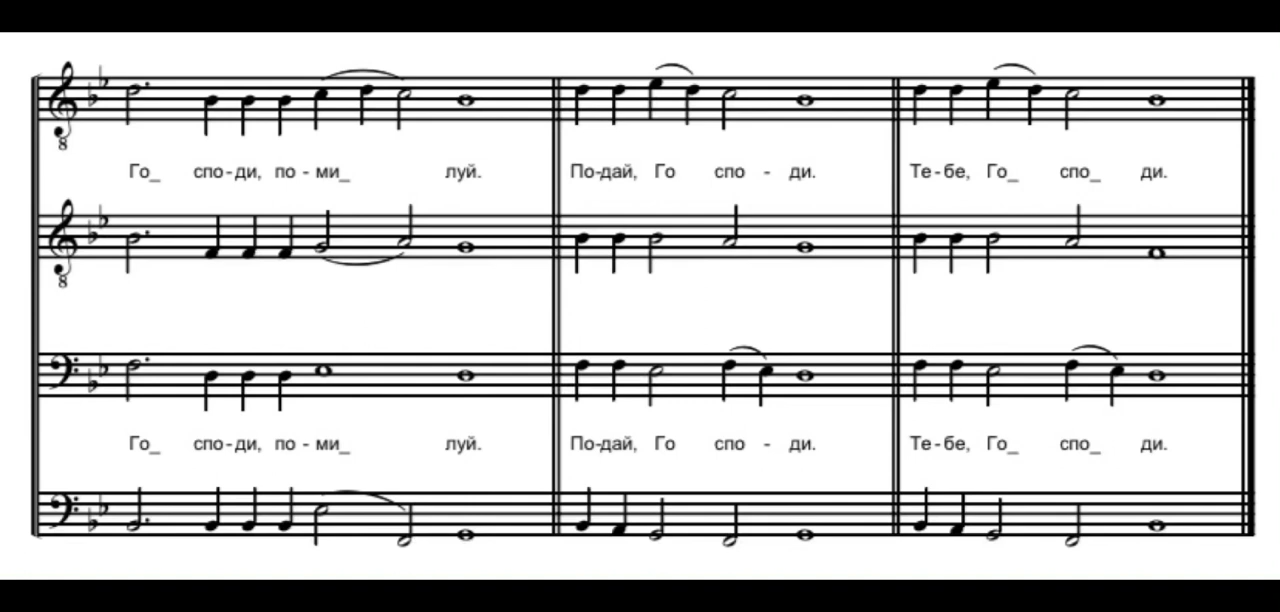 Го_ спо-ди, по - ми_ луй. По-дай, Го спо - ди. Те-бе, Го_ спо_ ди.
Го_ спо-ди, по - ми_ луй. По-дай, Го спо - ди. Те-бе, Го_ спо_ ди.